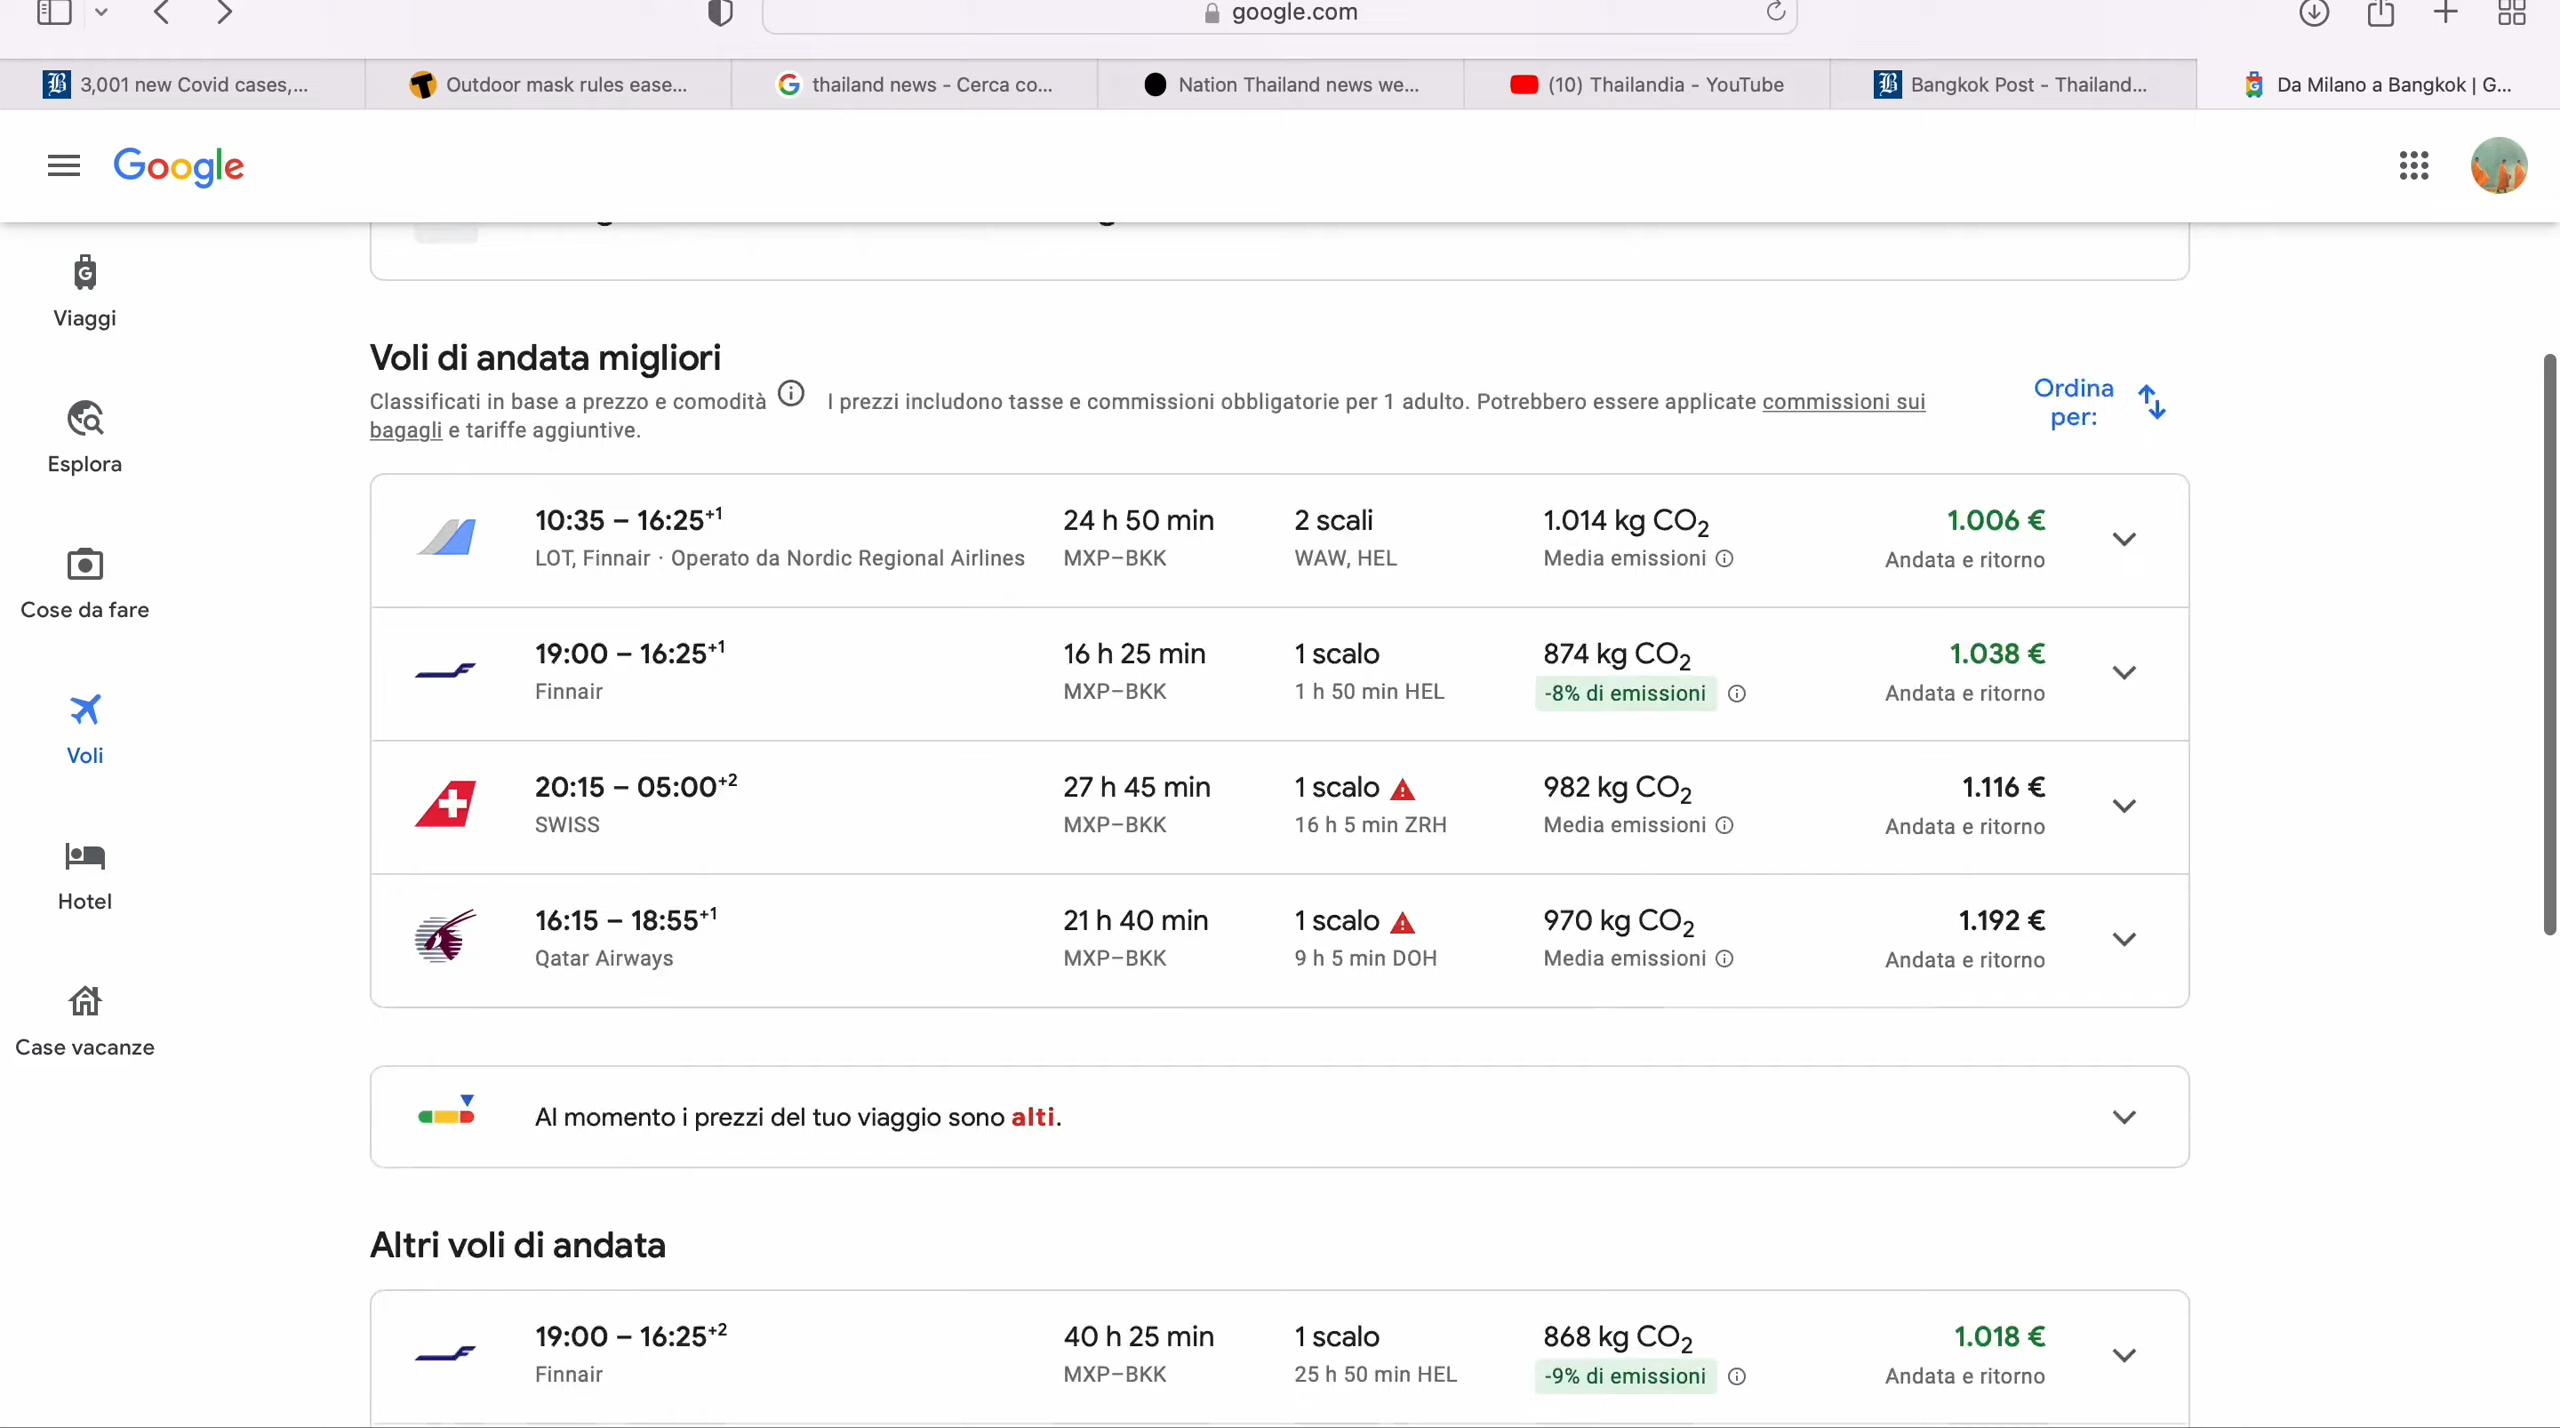 google.com
3,001 new Covid cases,...
Outdoor mask rules ease...
thailand news - Cerca co...
Nation Thailand news we...
(10) Thailandia - YouTube
Bangkok Post - Thailand...
Da Milano a Bangkok | G...
Google
Viaggi
Esplora
Cose da fare
Voli
Hotel
Case vacanze
Voli di andata migliori
Classificati in base a prezzo e comodità I prezzi includono tasse e commissioni obbligatorie per 1 adulto. Potrebbero essere applicate commissioni sui
bagagli e tariffe aggiuntive.
Ordina
per:
10:35 – 16:25+1 24 h 50 min 2 scali 1.014 kg CO2 1.006 €
LOT, Finnair · Operato da Nordic Regional Airlines MXP–BKK WAW, HEL Media emissioni Andata e ritorno
19:00 – 16:25+1 16 h 25 min 1 scalo 874 kg CO2 1.038 €
Finnair MXP–BKK 1 h 50 min HEL -8% di emissioni Andata e ritorno
20:15 – 05:00+2 27 h 45 min 1 scalo 982 kg CO2 1.116 €
SWISS MXP–BKK 16 h 5 min ZRH Media emissioni Andata e ritorno
16:15 – 18:55+1 21 h 40 min 1 scalo 970 kg CO2 1.192 €
Qatar Airways MXP–BKK 9 h 5 min DOH Media emissioni Andata e ritorno
Al momento i prezzi del tuo viaggio sono alti.
Altri voli di andata
19:00 – 16:25+2 40 h 25 min 1 scalo 868 kg CO2 1.018 €
Finnair MXP–BKK 25 h 50 min HEL -9% di emissioni Andata e ritorno